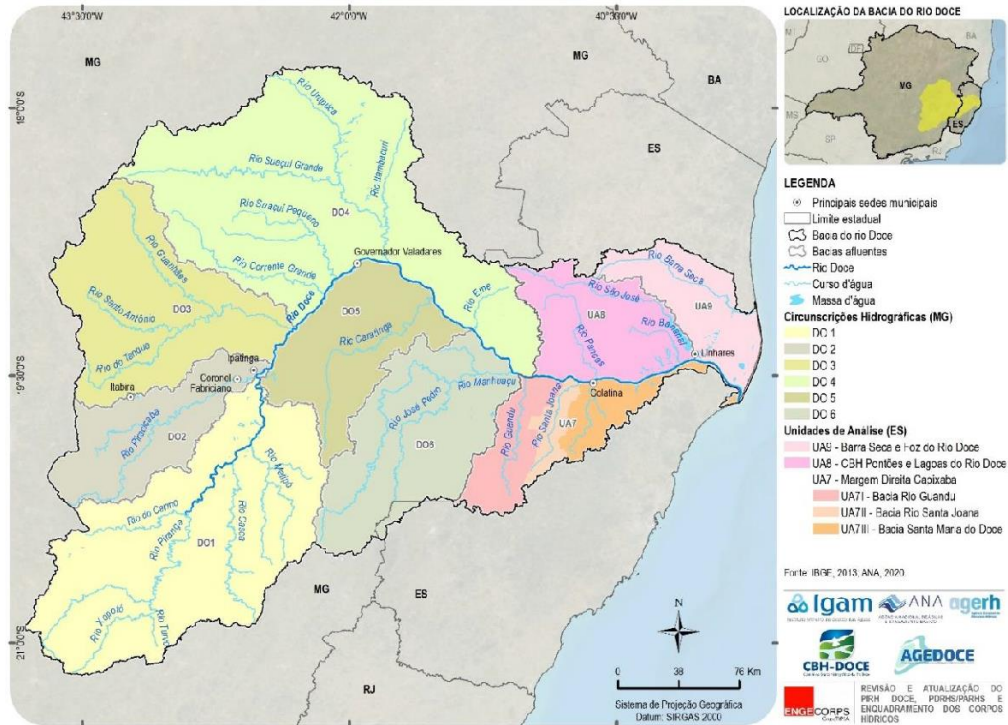 43°30'0"W
42°0'0"W
40°30'0"W
MG
MG
BA
ES
18°0'0"S
19°30'0"S
21°0'0"S
Rio Urupuca
Rio Suaçuí Grande
Rio Itambacuri
Rio Suaçuí Pequeno
DO4
Governador Valadares
Rio Corrente Grande
Rio Guanhães
Rio Doce
Rio Santo Antônio
DO3
Rio do Tanque
DO5
Rio Caratinga
Rio Eme
Rio Barra Seca
Rio São José
UA9
UA8
Rio Bananal
Rio Pancas
Linhares
Ipatinga
Coronel
Fabriciano
Itabira
Rio Manhuaçu
Colatina
Rio José Pedro
Rio Guandu
Rio Santa Joana
UA7
DO6
Rio Piracicaba
DO2
Rio Matipó
Rio do Carmo
Rio Casca
Rio Piranga
DO1
Rio Xopotó
Rio Turvo
MG
ES
RJ
N
0 38 76 Km
Sistema de Projeção Geográfica
Datum: SIRGAS 2000
LOCALIZAÇÃO DA BACIA DO RIO DOCE
BA
DF
GO
MG
ES
MS
SP
RJ
LEGENDA
Principais sedes municipais
Limite estadual
Bacia do rio Doce
Bacias afluentes
Rio Doce
Curso d'água
Massa d'água
Circunscrições Hidrográficas (MG)
DO 1
DO 2
DO 3
DO 4
DO 5
DO 6
Unidades de Análise (ES)
UA9 - Barra Seca e Foz do Rio Doce
UA8 - CBH Pontões e Lagoas do Rio Doce
UA7 - Margem Direita Capixaba
UA7I - Bacia Rio Guandu
UA7II - Bacia Rio Santa Joana
UA7III - Bacia Santa Maria do Doce
Fonte: IBGE, 2013; ANA, 2020.
Igam
ANA
agerh
CBH-DOCE
AGEDOCE
ENGECORPS
REVISÃO E ATUALIZAÇÃO DO
PIRH DOCE, PDRHS/PARHS E
ENQUADRAMENTO DOS CORPOS
HÍDRICOS